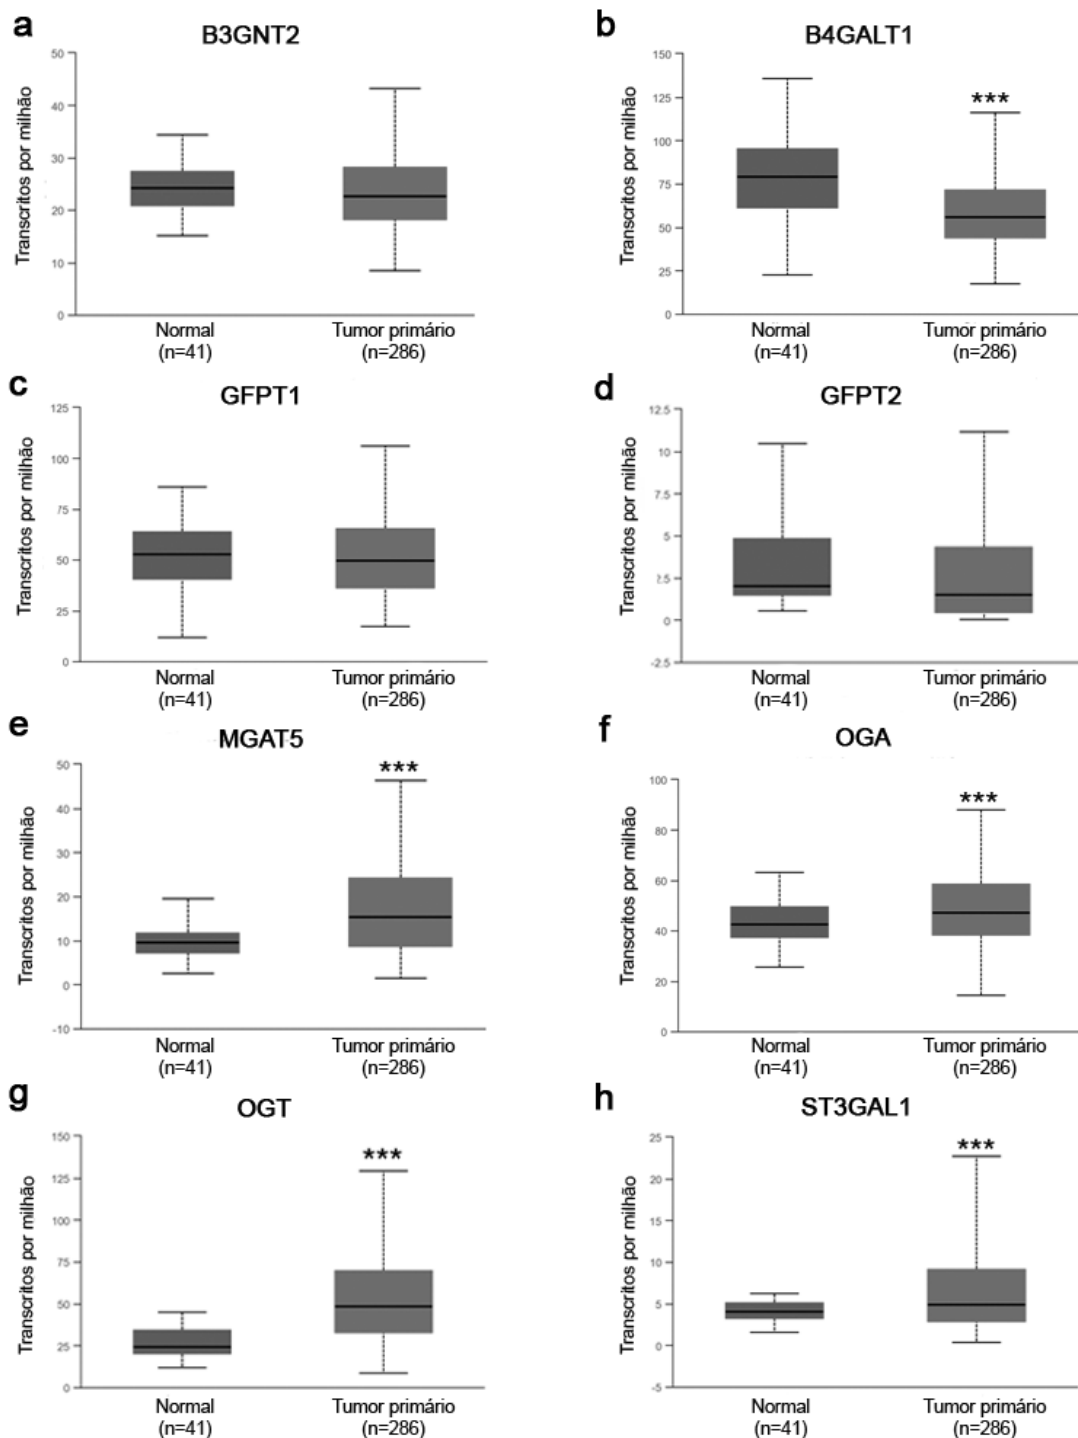 a
B3GNT2
Transcritos por milhão
50
40
30
20
10
0
Normal
(n=41)
Tumor primário
(n=286)
b
B4GALT1
Transcritos por milhão
150
125
100
75
50
25
0
***
Normal
(n=41)
Tumor primário
(n=286)
c
GFPT1
Transcritos por milhão
125
100
75
50
25
0
Normal
(n=41)
Tumor primário
(n=286)
d
GFPT2
Transcritos por milhão
12.5
10
7.5
5
2.5
0
-2.5
Normal
(n=41)
Tumor primário
(n=286)
e
MGAT5
Transcritos por milhão
50
40
30
20
10
0
-10
***
Normal
(n=41)
Tumor primário
(n=286)
f
OGA
Transcritos por milhão
100
80
60
40
20
0
***
Normal
(n=41)
Tumor primário
(n=286)
g
OGT
Transcritos por milhão
150
125
100
75
50
25
0
***
Normal
(n=41)
Tumor primário
(n=286)
h
ST3GAL1
Transcritos por milhão
25
20
15
10
5
0
-5
***
Normal
(n=41)
Tumor primário
(n=286)